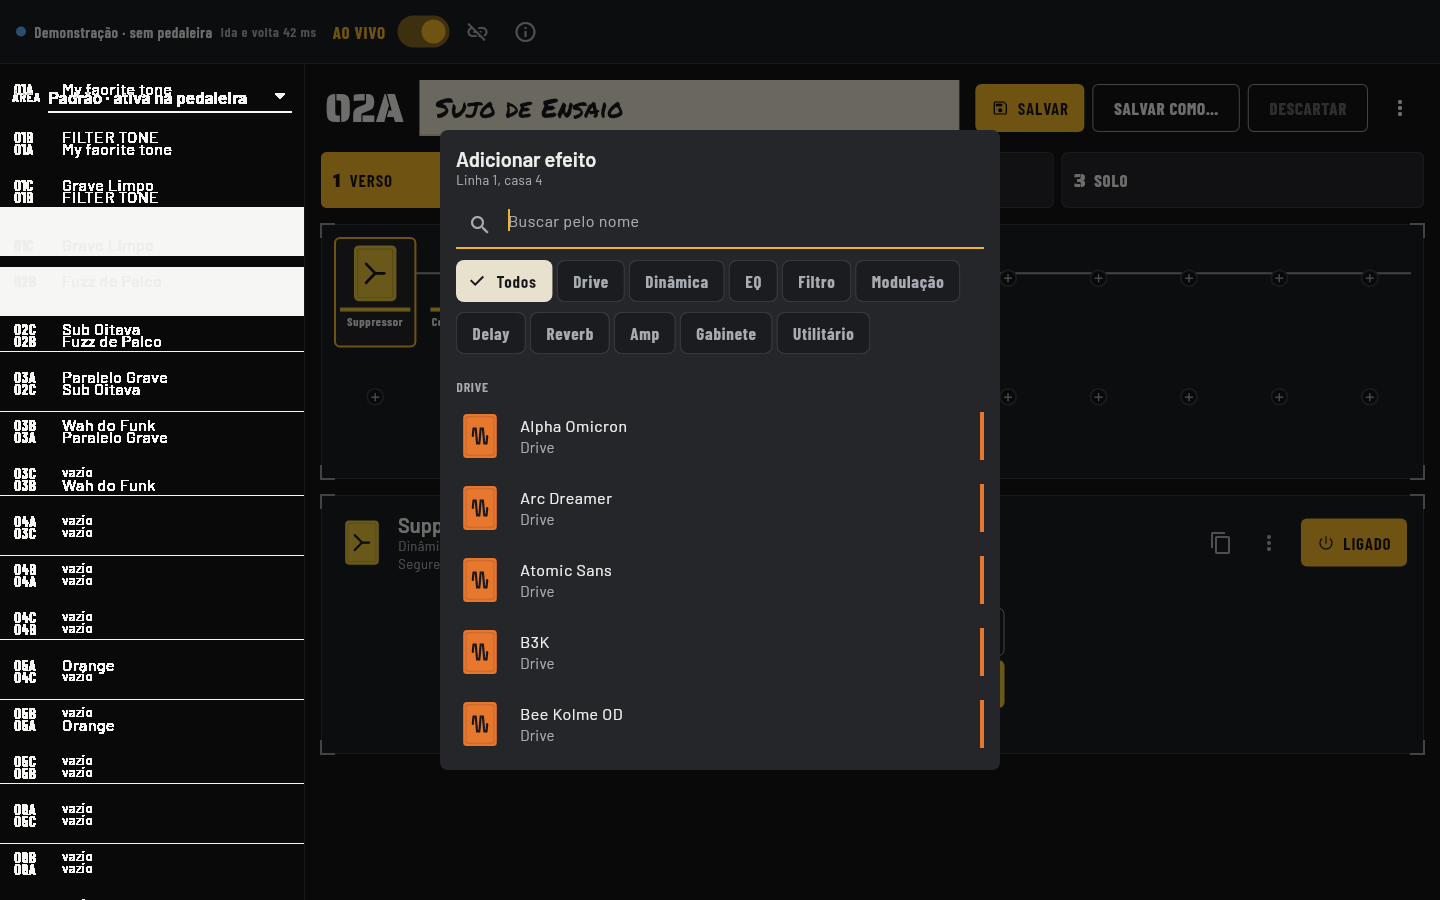 Demonstração · sem pedaleira Ida e volta 42 ms AO VIVO
01A My faorite tone
ÁREA Padrão · ativa na pedaleira
01B FILTER TONE
01A My faorite tone
01C Grave Limpo
01B FILTER TONE
01C Grave Limpo
02B Fuzz de Palco
02C Sub Oitava
02B Fuzz de Palco
03A Paralelo Grave
02C Sub Oitava
03B Wah do Funk
03A Paralelo Grave
03C vazio
03B Wah do Funk
04A vazio
03C vazio
04B vazio
04A vazio
04C vazio
04B vazio
05A Orange
04C vazio
05B vazio
05A Orange
05C vazio
05B vazio
vazio
05C vazio
vazio
vazio
02A SUJO DE ENSAIO SALVAR SALVAR COMO... DESCARTAR
1 VERSO 3 SOLO
Suppressor
Supp
Dinâmi
Segure
LIGADO
Adicionar efeito
Linha 1, casa 4
Buscar pelo nome
Todos Drive Dinâmica EQ Filtro Modulação
Delay Reverb Amp Gabinete Utilitário
DRIVE
Alpha Omicron
Drive
Arc Dreamer
Drive
Atomic Sans
Drive
B3K
Drive
Bee Kolme OD
Drive